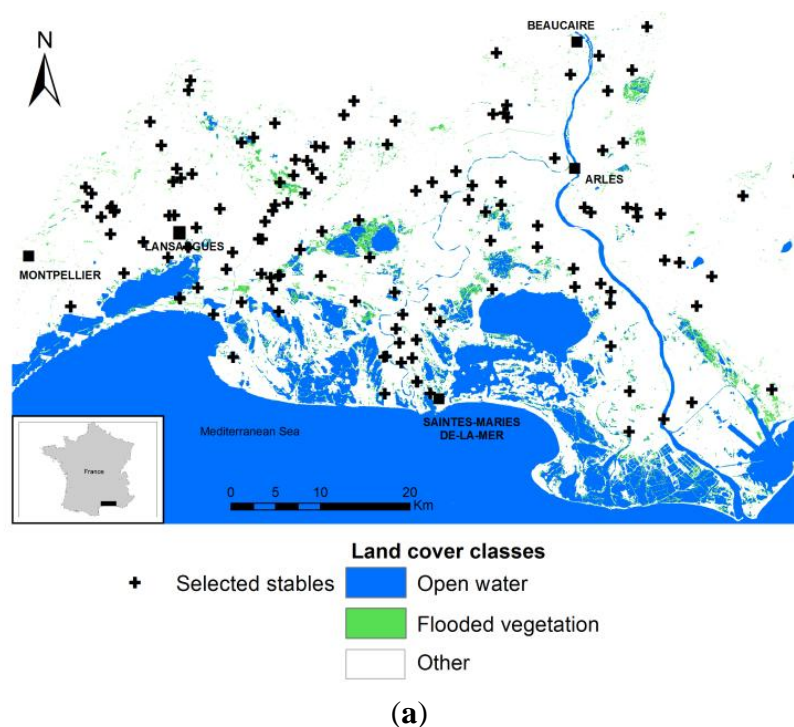 BEAUCAIRE
N
ARLES
LANSARGUES
MONTPELLIER
SAINTES-MARIES
DE-LA-MER
Mediterranean Sea
France
0 5 10 20
Km
Land cover classes
Selected stables
Open water
Flooded vegetation
Other
(a)